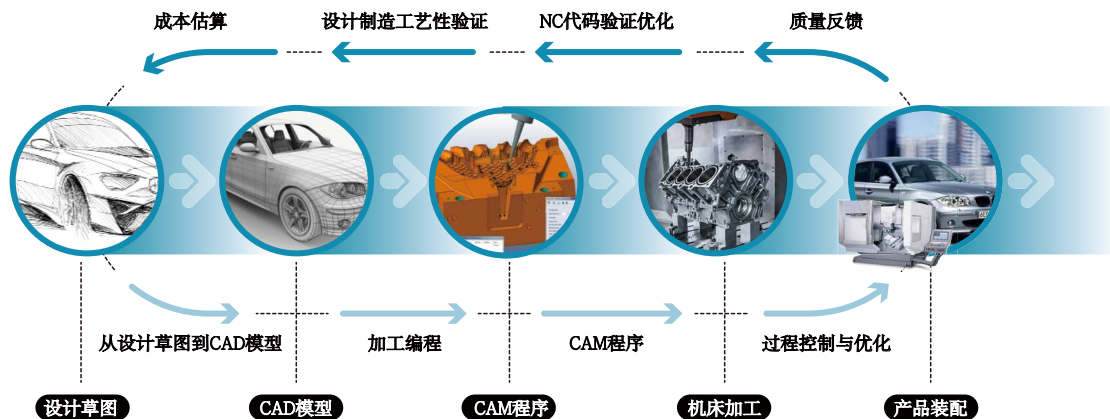 成本估算
设计制造工艺性验证
NC代码验证优化
质量反馈
从设计草图到CAD模型
加工编程
CAM程序
过程控制与优化
设计草图
CAD模型
CAM程序
机床加工
产品装配